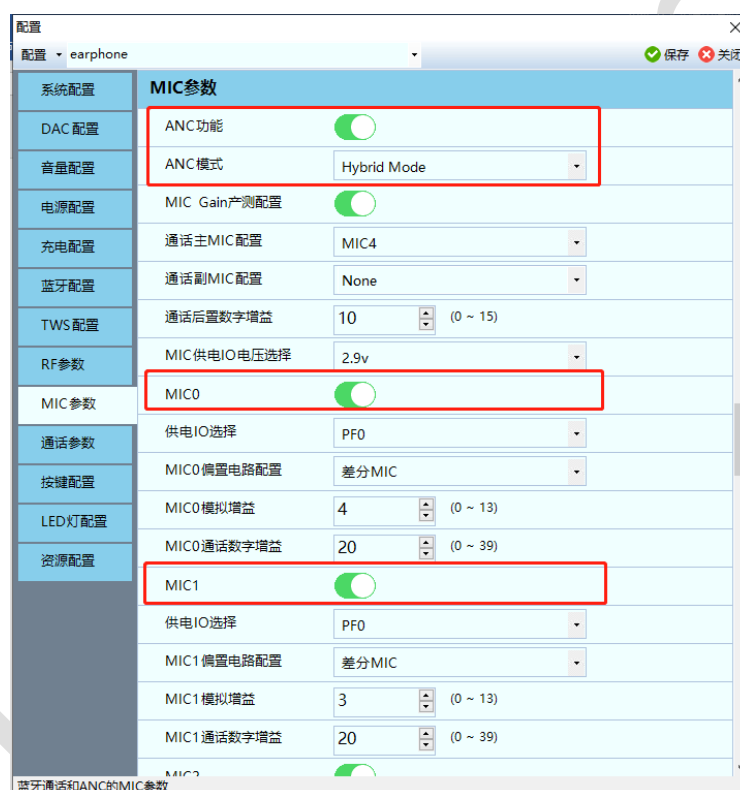 配置
配置 earphone 保存 关闭
系统配置
DAC配置
音量配置
电源配置
充电配置
蓝牙配置
TWS配置
RF参数
MIC参数
通话参数
按键配置
LED灯配置
资源配置
MIC参数
ANC功能
ANC模式 Hybrid Mode
MIC Gain产测配置
通话主MIC配置 MIC4
通话副MIC配置 None
通话后置数字增益 10 (0 ~ 15)
MIC供电IO电压选择 2.9v
MIC0
供电IO选择 PF0
MIC0偏置电路配置 差分MIC
MIC0模拟增益 4 (0 ~ 13)
MIC0通话数字增益 20 (0 ~ 39)
MIC1
供电IO选择 PF0
MIC1偏置电路配置 差分MIC
MIC1模拟增益 3 (0 ~ 13)
MIC1通话数字增益 20 (0 ~ 39)
MIC2
蓝牙通话和ANC的MIC参数